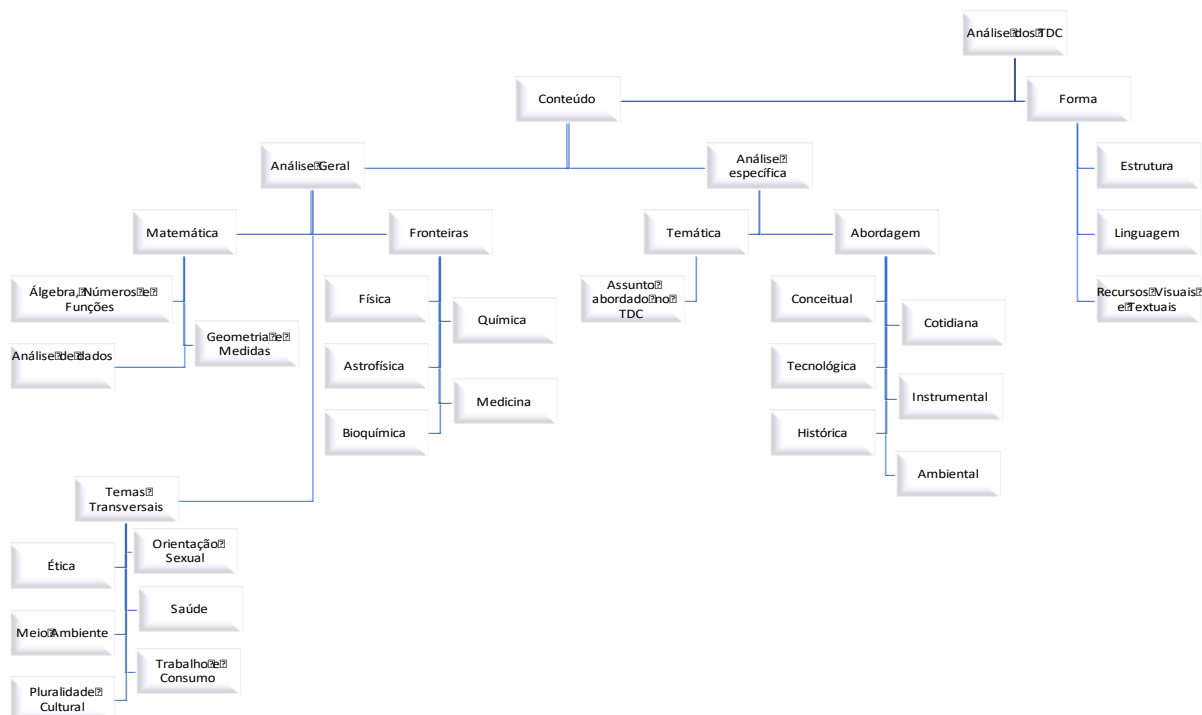 Análise dos TDC
Conteúdo
Forma
Análise Geral
Análise
específica
Estrutura
Matemática
Fronteiras
Temática
Abordagem
Linguagem
Álgebra, Números e
Funções
Física
Assunto
abordado no
TDC
Conceitual
Recursos Visuais
e Textuais
Química
Cotidiana
Geometria e
Medidas
Análise de dados
Astrofísica
Tecnológica
Medicina
Instrumental
Bioquímica
Histórica
Ambiental
Temas
Transversais
Orientação
Sexual
Ética
Saúde
Meio Ambiente
Trabalho e
Consumo
Pluralidade
Cultural